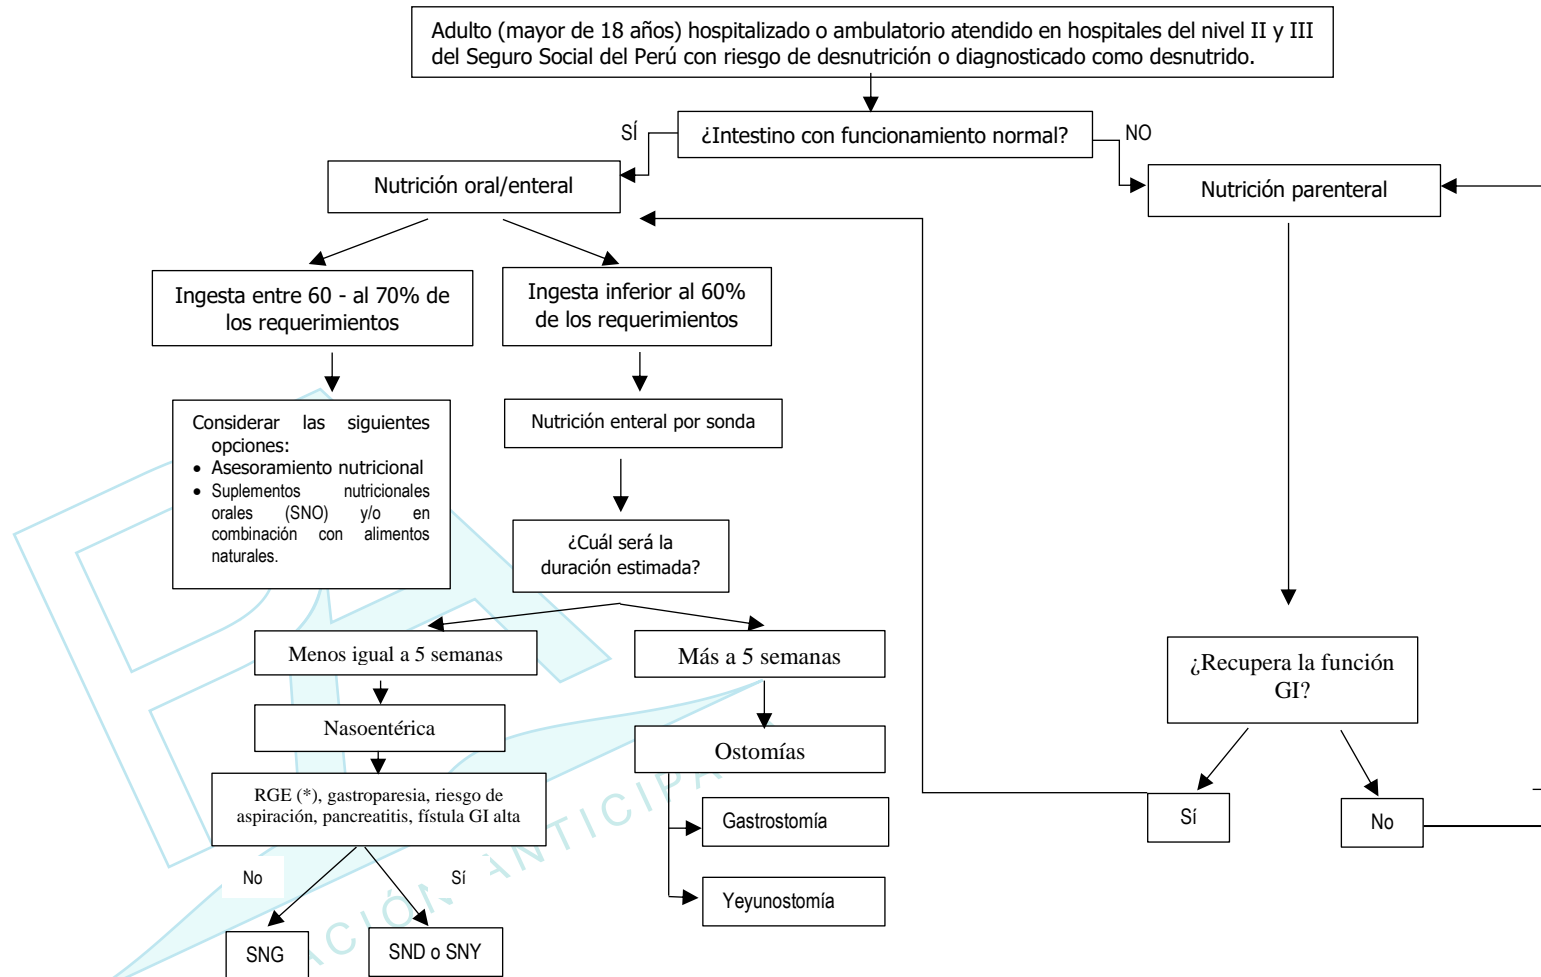 Adulto (mayor de 18 años) hospitalizado o ambulatorio atendido en hospitales del nivel II y III
del Seguro Social del Perú con riesgo de desnutrición o diagnosticado como desnutrido.
SÍ
¿Intestino con funcionamiento normal?
NO
Nutrición oral/enteral
Nutrición parenteral
Ingesta entre 60 - al 70% de
los requerimientos
Ingesta inferior al 60%
de los requerimientos
Considerar las siguientes
opciones:
• Asesoramiento nutricional
• Suplementos nutricionales
orales (SNO) y/o en
combinación con alimentos
naturales.
Nutrición enteral por sonda
¿Cuál será la
duración estimada?
Menos igual a 5 semanas
Más a 5 semanas
¿Recupera la función
GI?
Nasoentérica
Ostomías
RGE (*), gastroparesia, riesgo de
aspiración, pancreatitis, fístula GI alta
Gastrostomía
Sí
No
No
Sí
Yeyunostomía
SNG
SND o SNY